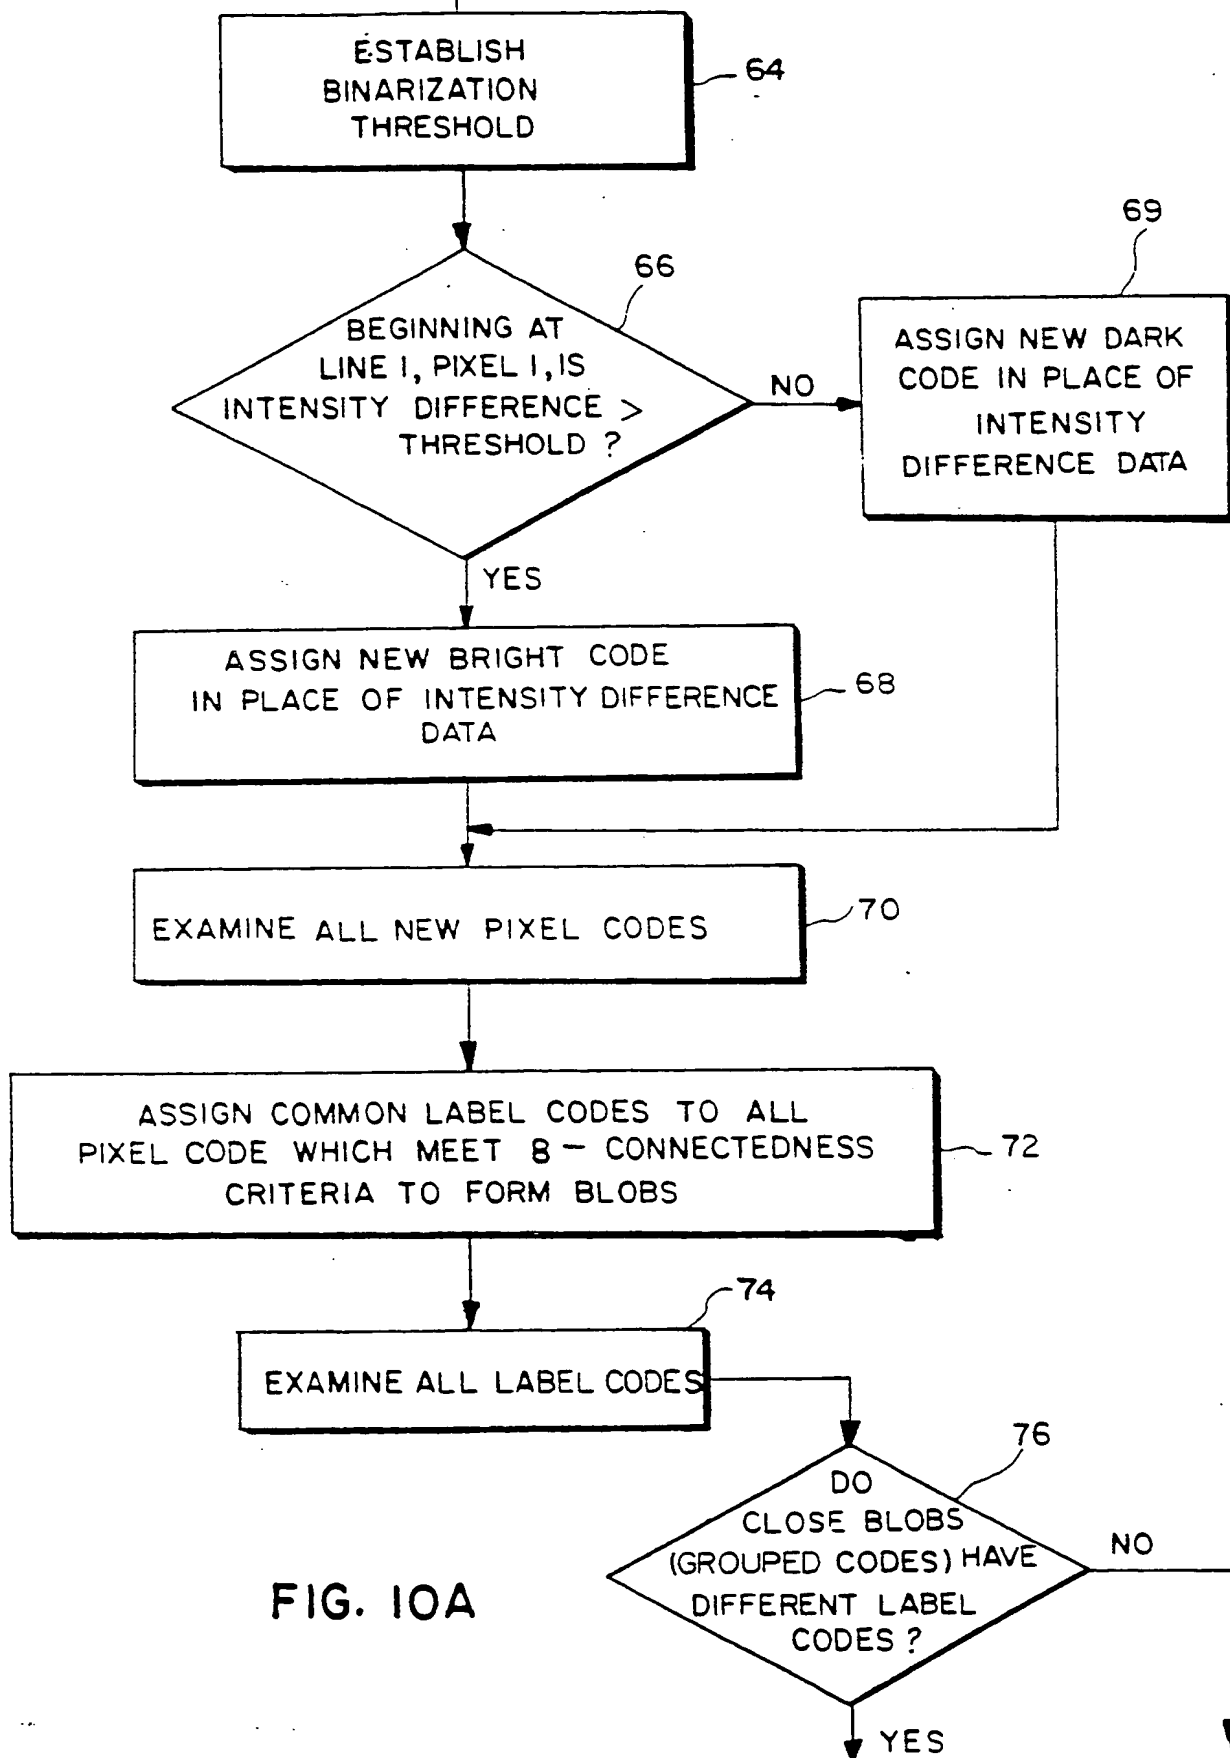 ESTABLISH
BINARIZATION
THRESHOLD
64
66
BEGINNING AT
LINE 1, PIXEL 1, IS
INTENSITY DIFFERENCE >
THRESHOLD ?
NO
69
ASSIGN NEW DARK
CODE IN PLACE OF
INTENSITY
DIFFERENCE DATA
YES
ASSIGN NEW BRIGHT CODE
IN PLACE OF INTENSITY DIFFERENCE
DATA
68
EXAMINE ALL NEW PIXEL CODES
70
ASSIGN COMMON LABEL CODES TO ALL
PIXEL CODE WHICH MEET 8 - CONNECTEDNESS
CRITERIA TO FORM BLOBS
72
74
EXAMINE ALL LABEL CODES
76
DO
CLOSE BLOBS
(GROUPED CODES) HAVE
DIFFERENT LABEL
CODES ?
NO
YES
FIG. 10A